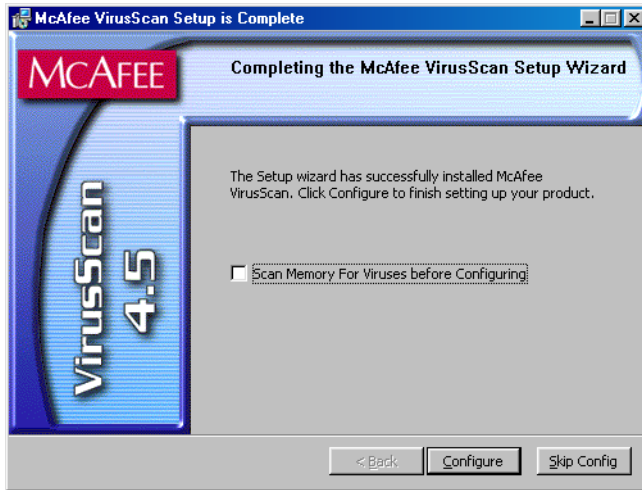 McAfee VirusScan Setup is Complete
MCAFEE
Completing the McAfee VirusScan Setup Wizard
VirusScan
4.5
The Setup wizard has successfully installed McAfee
VirusScan. Click Configure to finish setting up your product.
Scan Memory For Viruses before Configuring
< Back
Configure
Skip Config